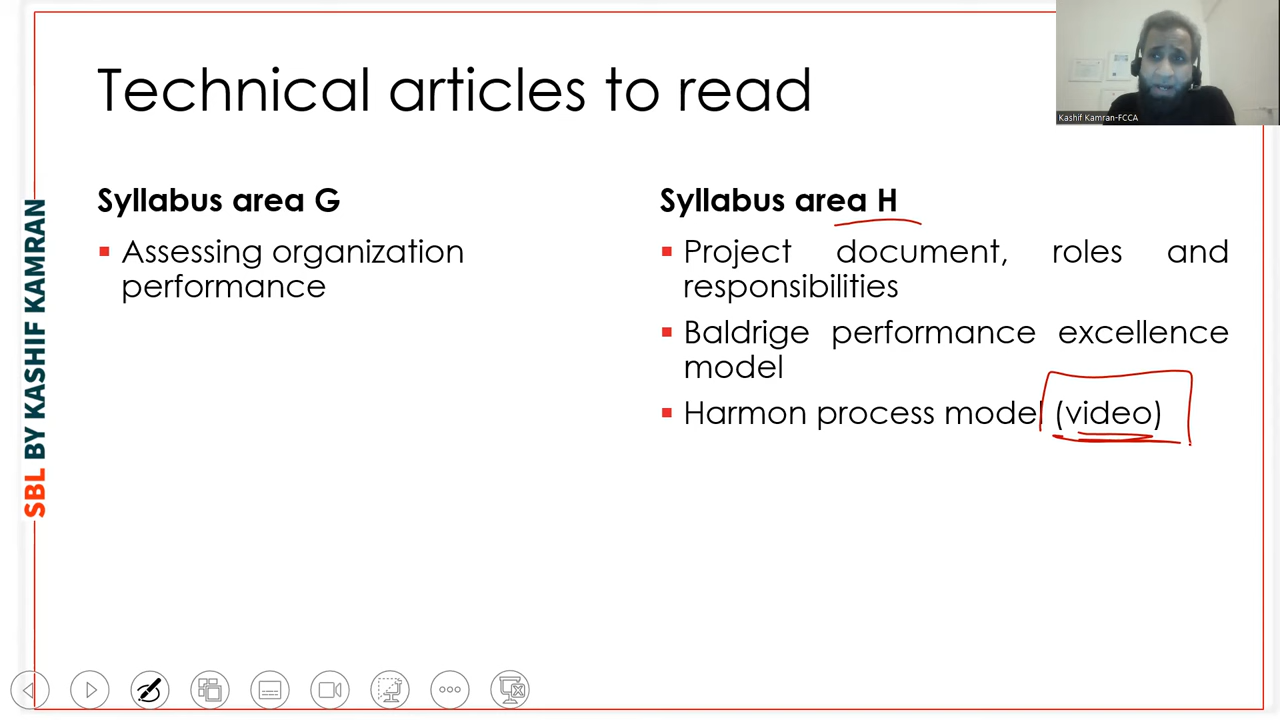 Technical articles to read
Kashif Kamran-FCCA
SBL BY KASHIF KAMRAN
Syllabus area G
▪ Assessing organization
performance
Syllabus area H
▪ Project document, roles and
responsibilities
▪ Baldrige performance excellence
model
▪ Harmon process model (video)